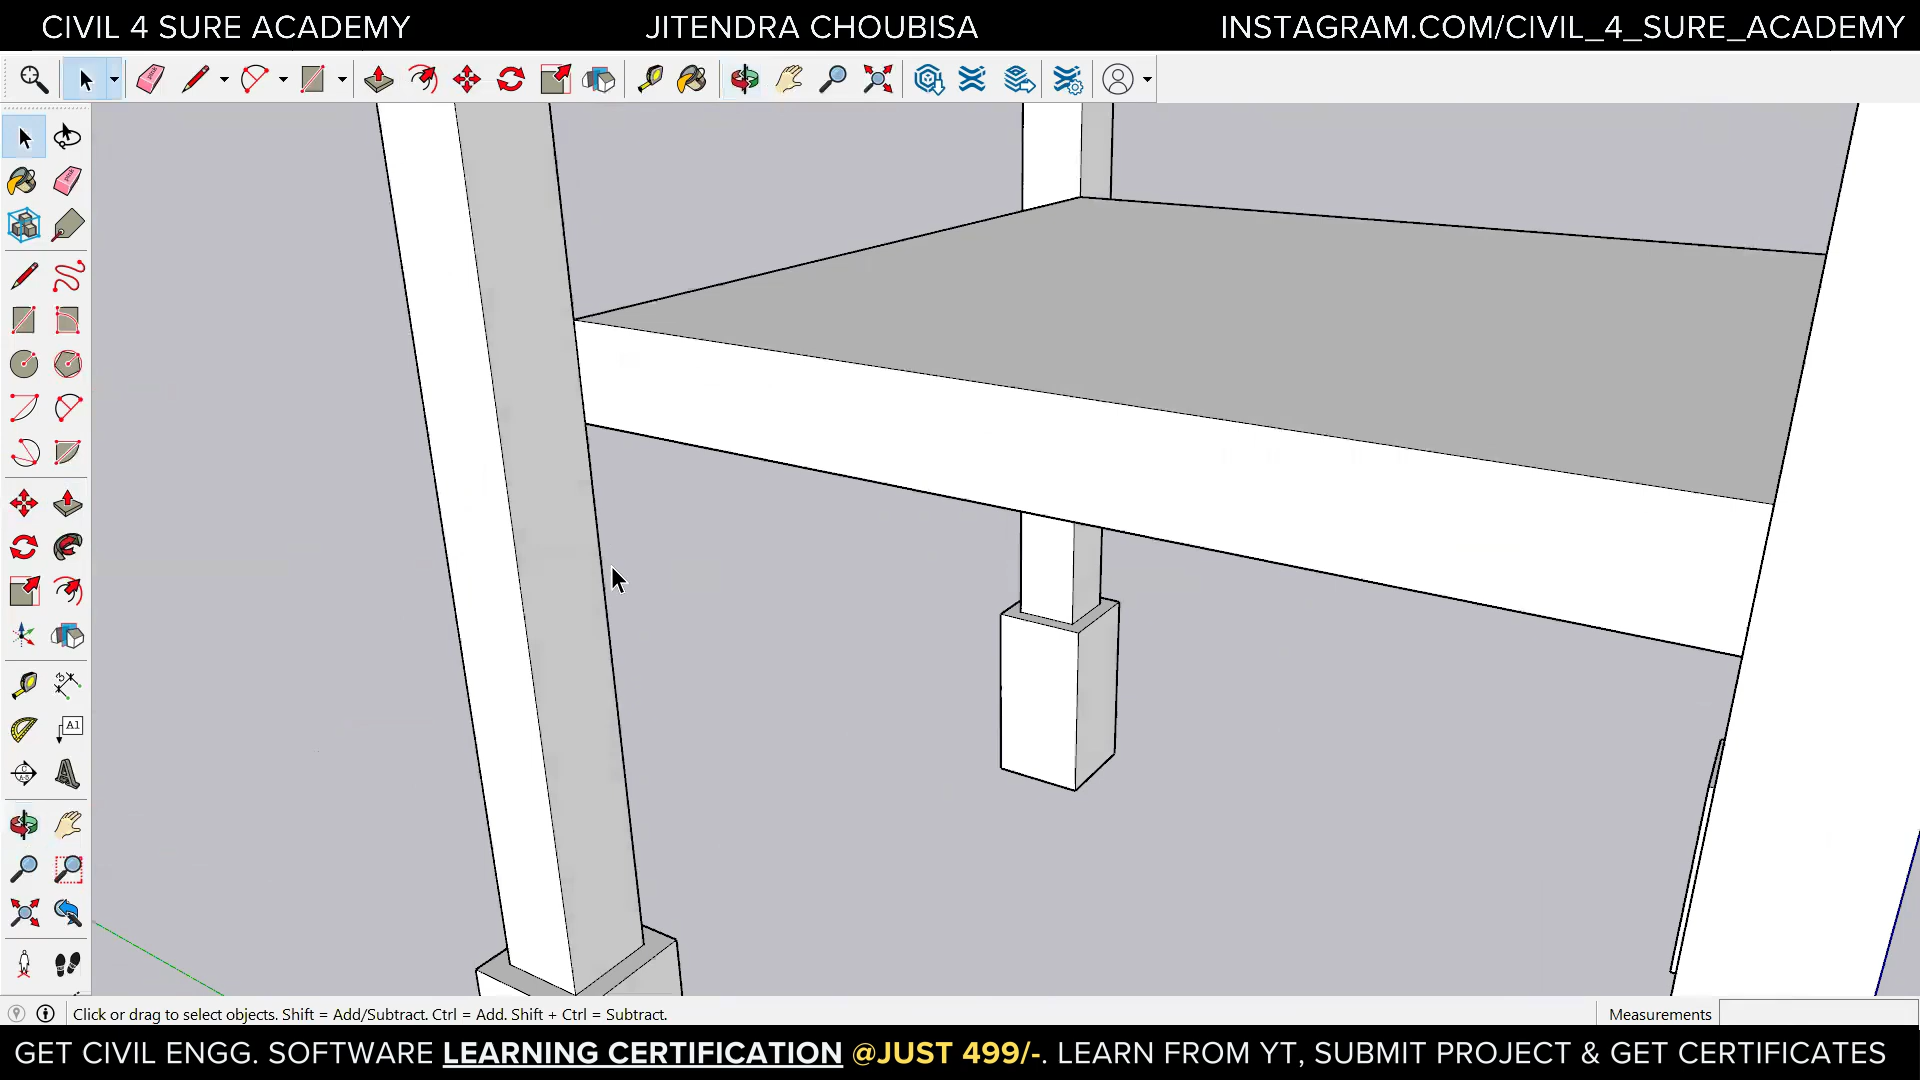 CIVIL 4 SURE ACADEMY JITENDRA CHOUBISA INSTAGRAM.COM/CIVIL_4_SURE_ACADEMY
A1
Click or drag to select objects. Shift = Add/Subtract. Ctrl = Add. Shift + Ctrl = Subtract. Measurements
GET CIVIL ENGG. SOFTWARE LEARNING CERTIFICATION @JUST 499/-. LEARN FROM YT, SUBMIT PROJECT & GET CERTIFICATES